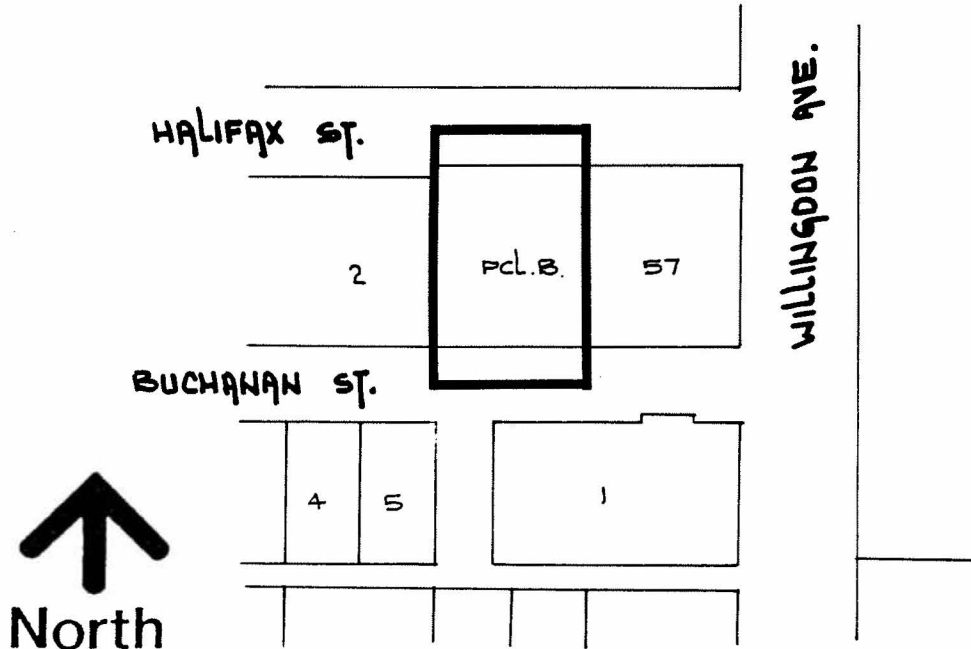 HALIFAX ST.
WILLINGDON AVE.
2
PCL.B.
57
BUCHANAN ST.
4
5
1
North